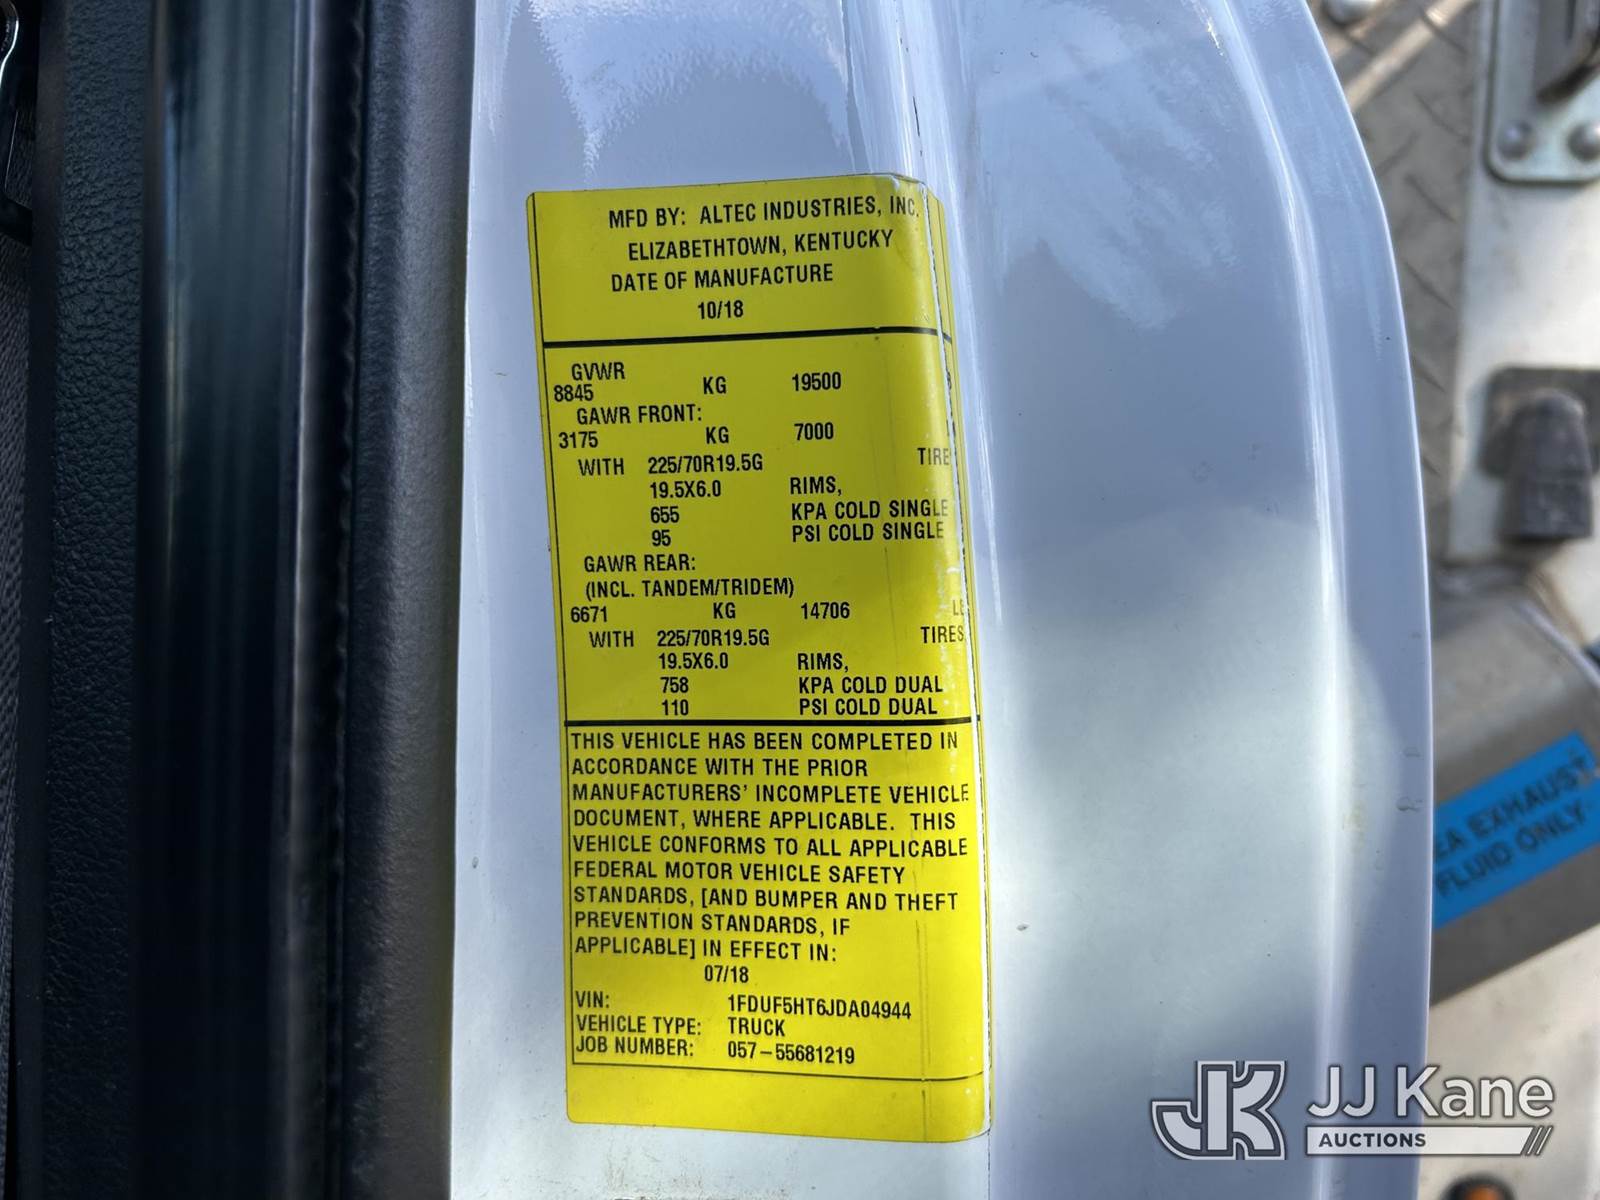 MFD BY: ALTEC INDUSTRIES, INC.
ELIZABETHTOWN, KENTUCKY
DATE OF MANUFACTURE
10/18
GVWR
8845 KG 19500
GAWR FRONT:
3175 KG 7000
WITH 225/70R19.5G TIRE
19.5X6.0 RIMS,
655 KPA COLD SINGLE
95 PSI COLD SINGLE
GAWR REAR:
(INCL. TANDEM/TRIDEM)
6671 KG 14706
WITH 225/70R19.5G TIRES
19.5X6.0 RIMS,
758 KPA COLD DUAL
110 PSI COLD DUAL
THIS VEHICLE HAS BEEN COMPLETED IN
ACCORDANCE WITH THE PRIOR
MANUFACTURERS' INCOMPLETE VEHICLE
DOCUMENT, WHERE APPLICABLE. THIS
VEHICLE CONFORMS TO ALL APPLICABLE
FEDERAL MOTOR VEHICLE SAFETY
STANDARDS, [AND BUMPER AND THEFT
PREVENTION STANDARDS, IF
APPLICABLE] IN EFFECT IN:
07/18
VIN: 1FDUF5HT6JDA04944
VEHICLE TYPE: TRUCK
JOB NUMBER: 057-55681219
EXHAUST
FLUID ONLY
JK JJ Kane
AUCTIONS